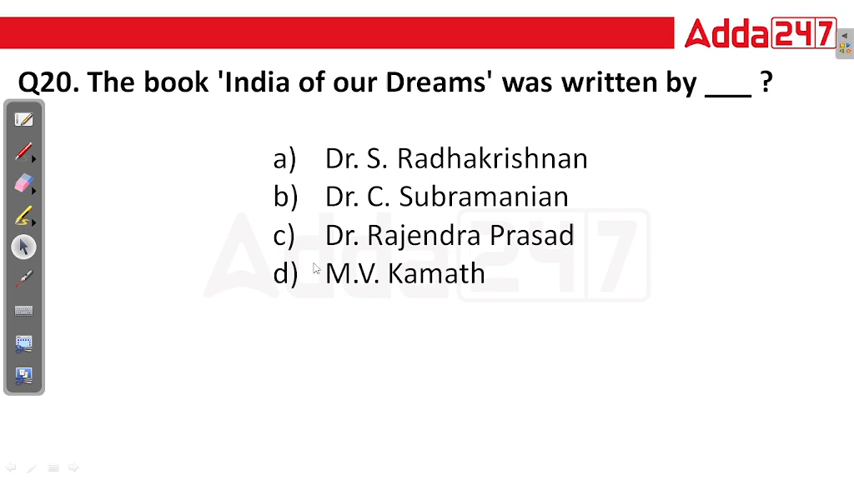 Adda247
Q20. The book 'India of our Dreams' was written by ___ ?
a) Dr. S. Radhakrishnan
b) Dr. C. Subramanian
c) Dr. Rajendra Prasad
d) M.V. Kamath
Adda247